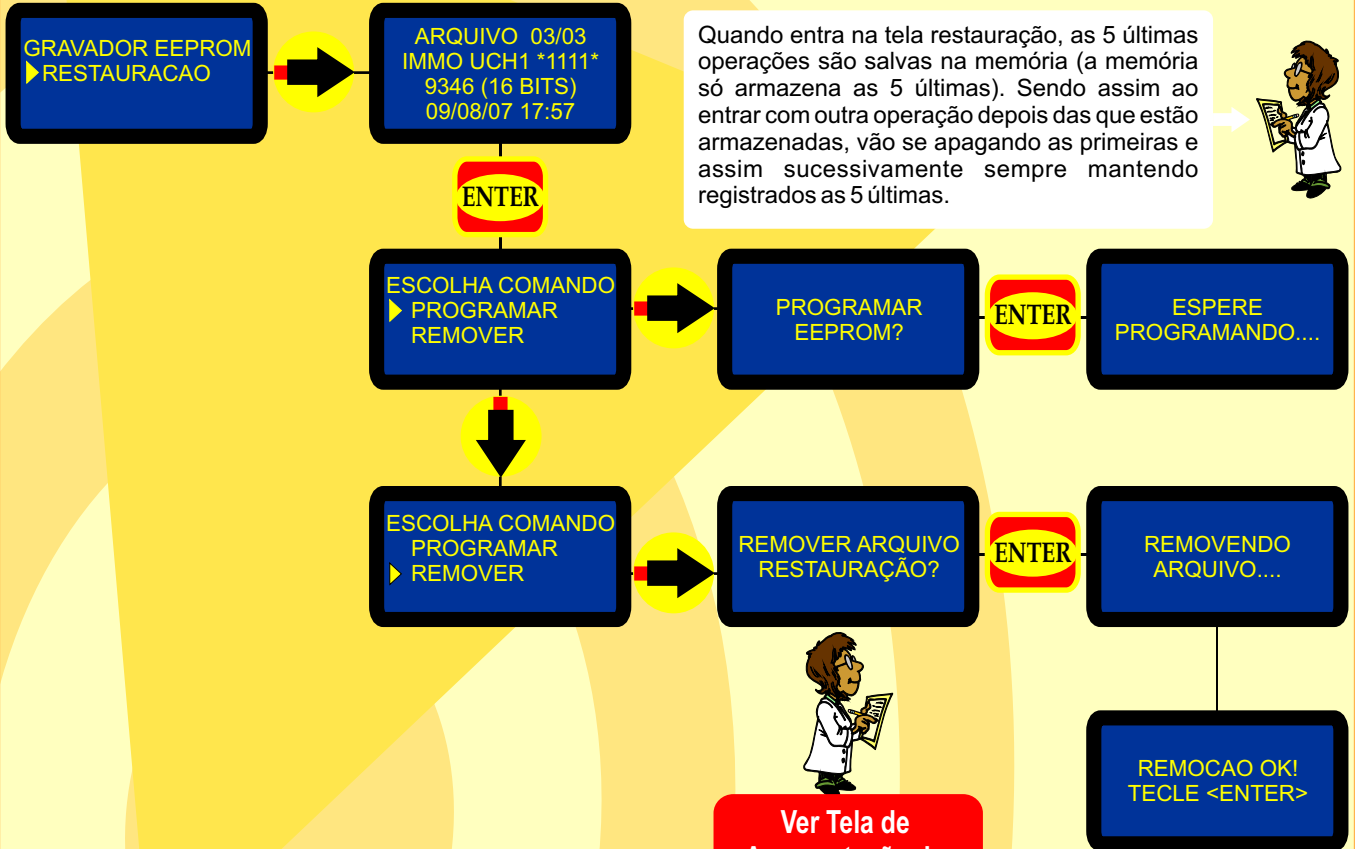 GRAVADOR EEPROM
RESTAURACAO
ARQUIVO 03/03
IMMO UCH1 *1111*
9346 (16 BITS)
09/08/07 17:57
Quando entra na tela restauração, as 5 últimas
operações são salvas na memória (a memória
só armazena as 5 últimas). Sendo assim ao
entrar com outra operação depois das que estão
armazenadas, vão se apagando as primeiras e
assim sucessivamente sempre mantendo
registrados as 5 últimas.
ENTER
ESCOLHA COMANDO
PROGRAMAR
REMOVER
PROGRAMAR
EEPROM?
ENTER
ESPERE
PROGRAMANDO....
ESCOLHA COMANDO
PROGRAMAR
REMOVER
REMOVER ARQUIVO
RESTAURAÇÃO?
ENTER
REMOVENDO
ARQUIVO....
REMOCAO OK!
TECLE <ENTER>
Ver Tela de